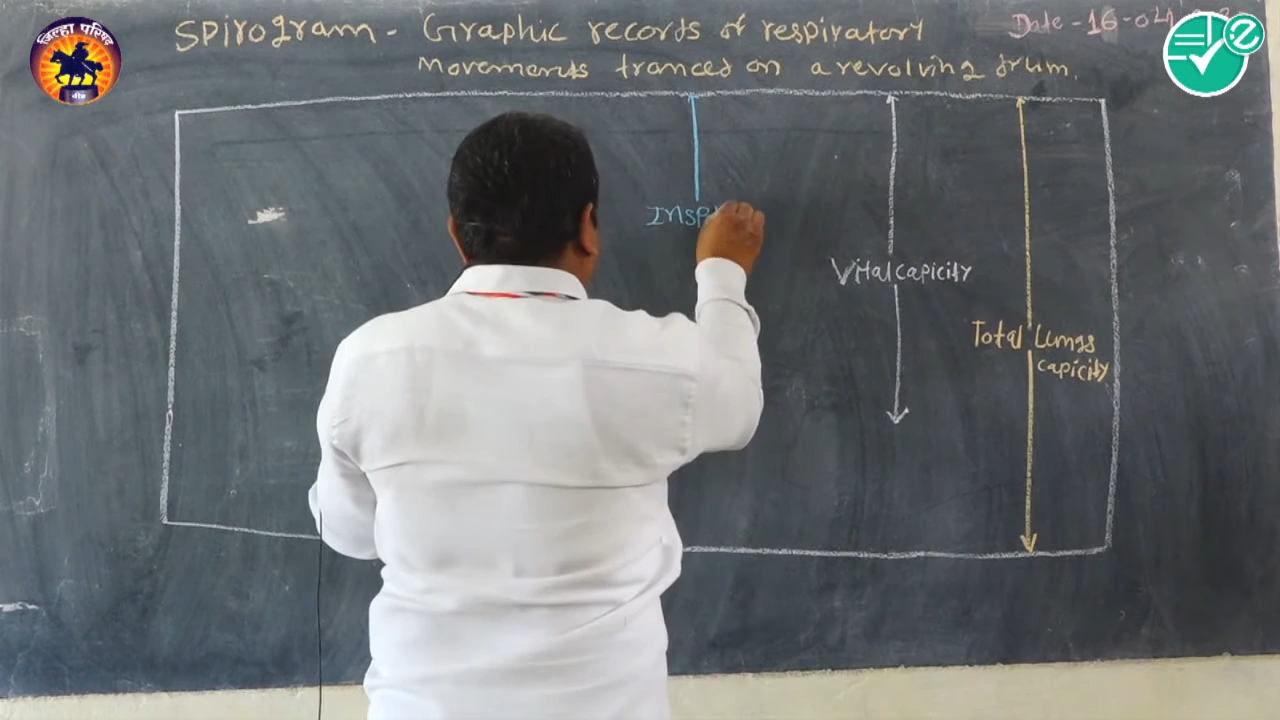 जिल्हा परिषद
बीड
Spirogram - Graphic records of respiratory
Date - 16-04
movements tranced on a revolving drum.
Insp
Vital capicity
Total Lungs
capicity